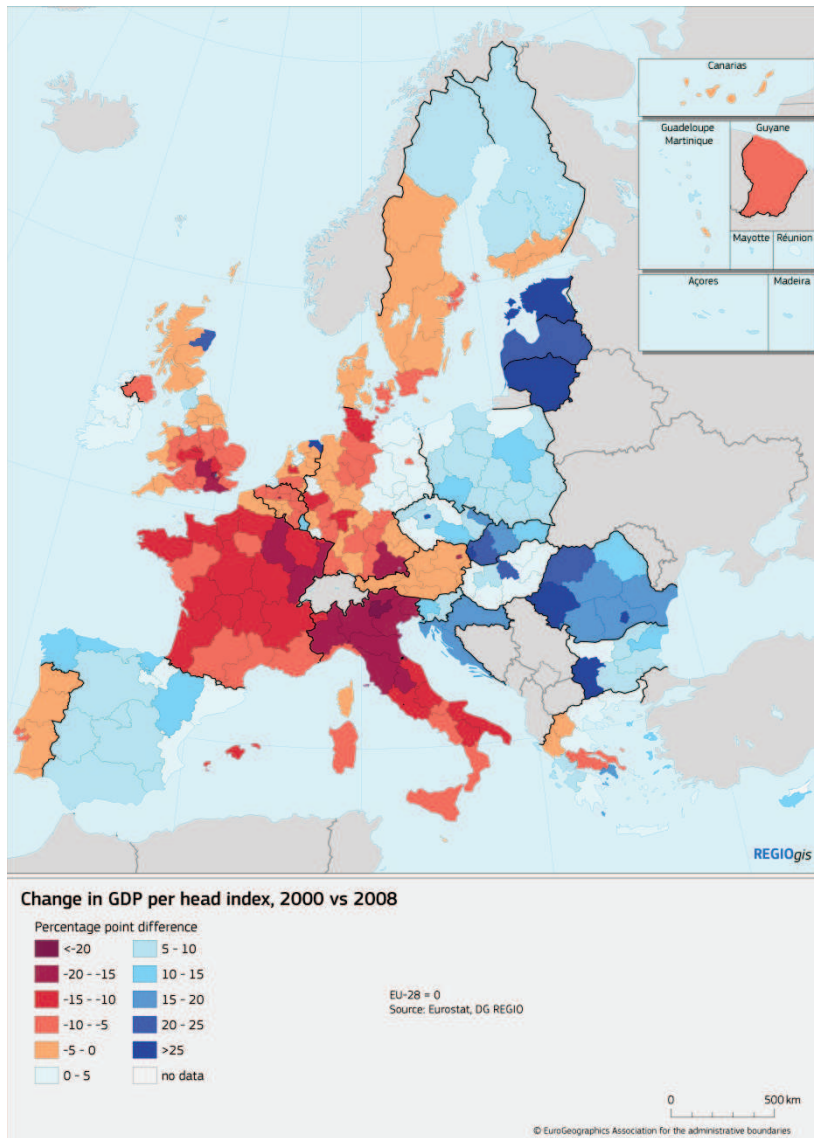 Canarias
Guadeloupe
Martinique
Guyane
Mayotte
Réunion
Açores
Madeira
REGIOgis
Change in GDP per head index, 2000 vs 2008
Percentage point difference
<-20
-20 - -15
-15 - -10
-10 - -5
-5 - 0
0 - 5
5 - 10
10 - 15
15 - 20
20 - 25
>25
no data
EU-28 = 0
Source: Eurostat, DG REGIO
0 500 km
© EuroGeographics Association for the administrative boundaries